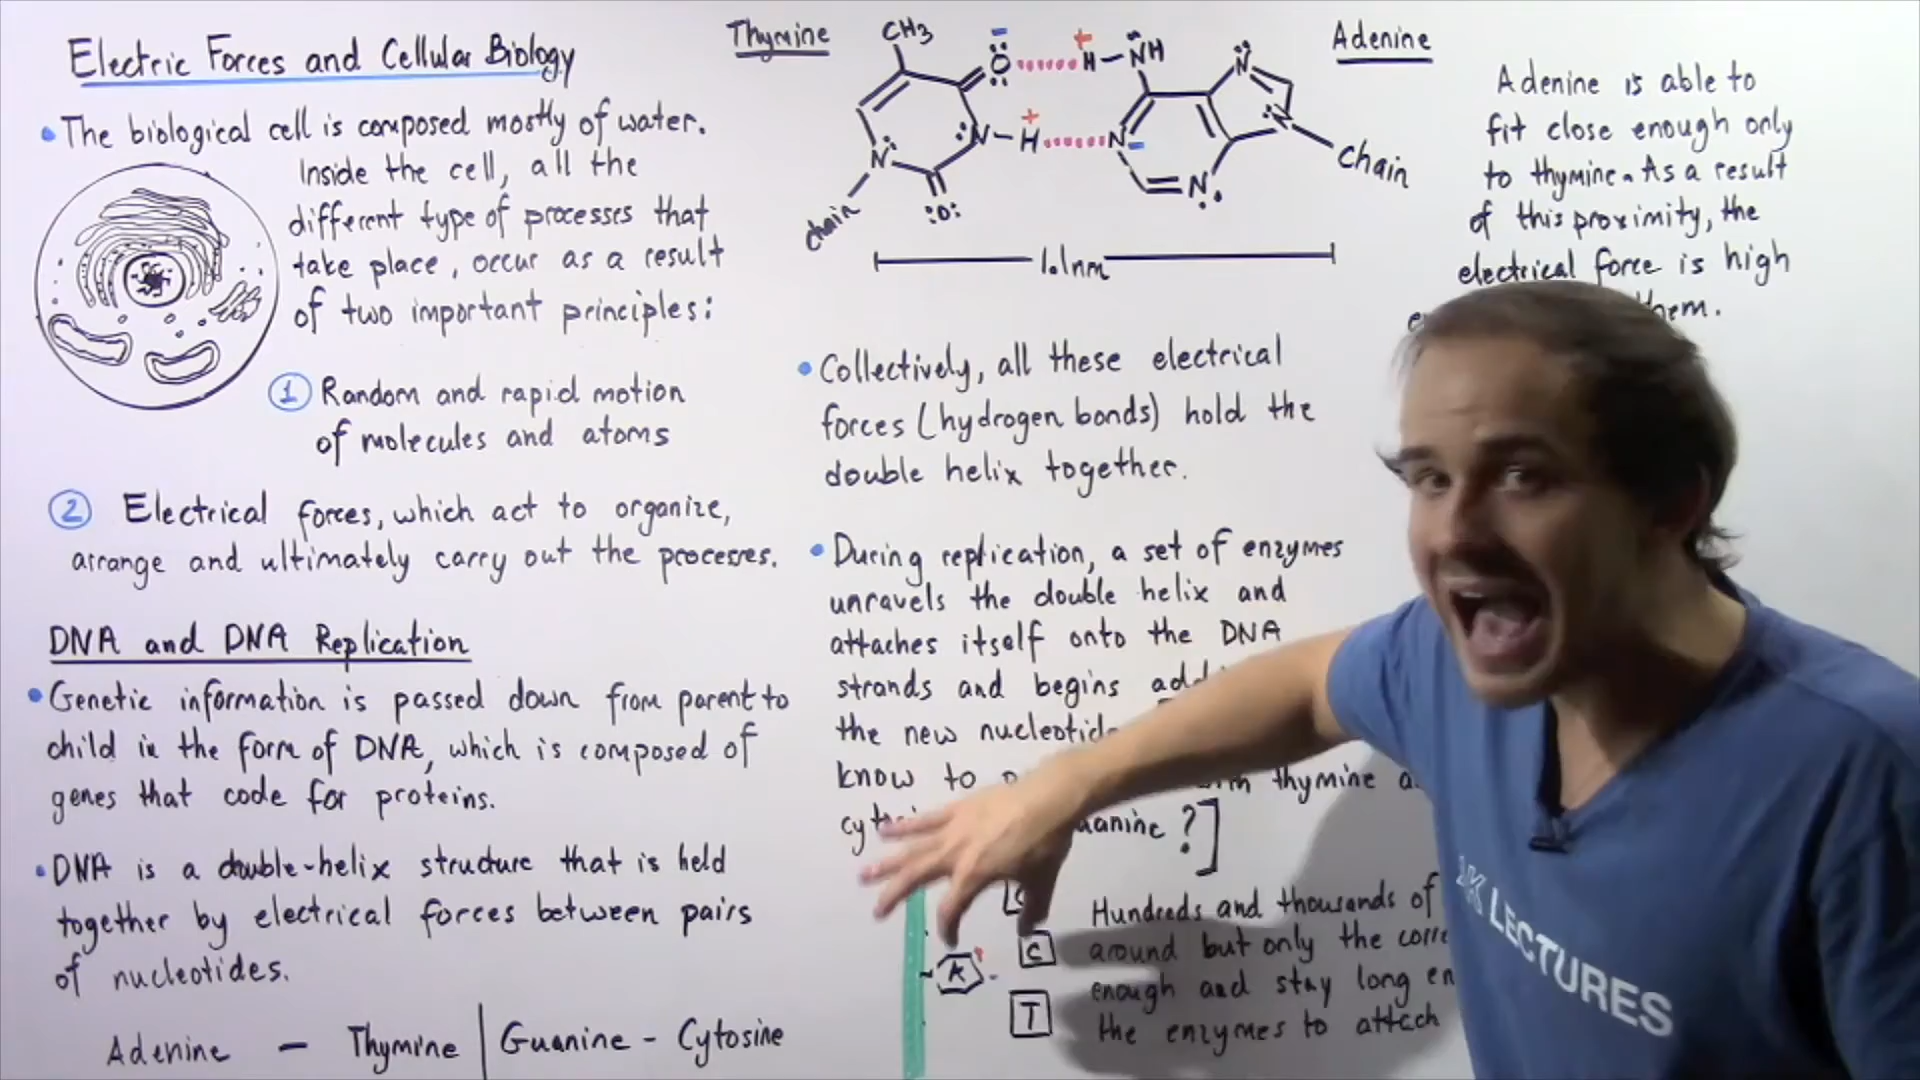 Electric Forces and Cellular Biology
• The biological cell is composed mostly of water.
Inside the cell, all the
different type of processes that
take place, occur as a result
of two important principles:
1 Random and rapid motion
of molecules and atoms
2 Electrical forces, which act to organize,
arrange and ultimately carry out the processes.
DNA and DNA Replication
• Genetic information is passed down from parent to
child in the form of DNA, which is composed of
genes that code for proteins.
• DNA is a double-helix structure that is held
together by electrical forces between pairs
of nucleotides.
Adenine — Thymine | Guanine - Cytosine
Thymine
CH3
O
H
NH
N
H
N
N
:O:
N
N
N
chain
chain
+
-
+
-
1.1nm
Adenine
Adenine is able to
fit close enough only
to thymine. As a result
of this proximity, the
electrical force is high
them.
• Collectively, all these electrical
forces (hydrogen bonds) hold the
double helix together.
• During replication, a set of enzymes
unravels the double helix and
attaches itself onto the DNA
strands and begins
the new
know to thymine
?]
A
C
T
Hundreds and thousands of
around but only the
enough and stay long
the enzymes to attach
LECTURES